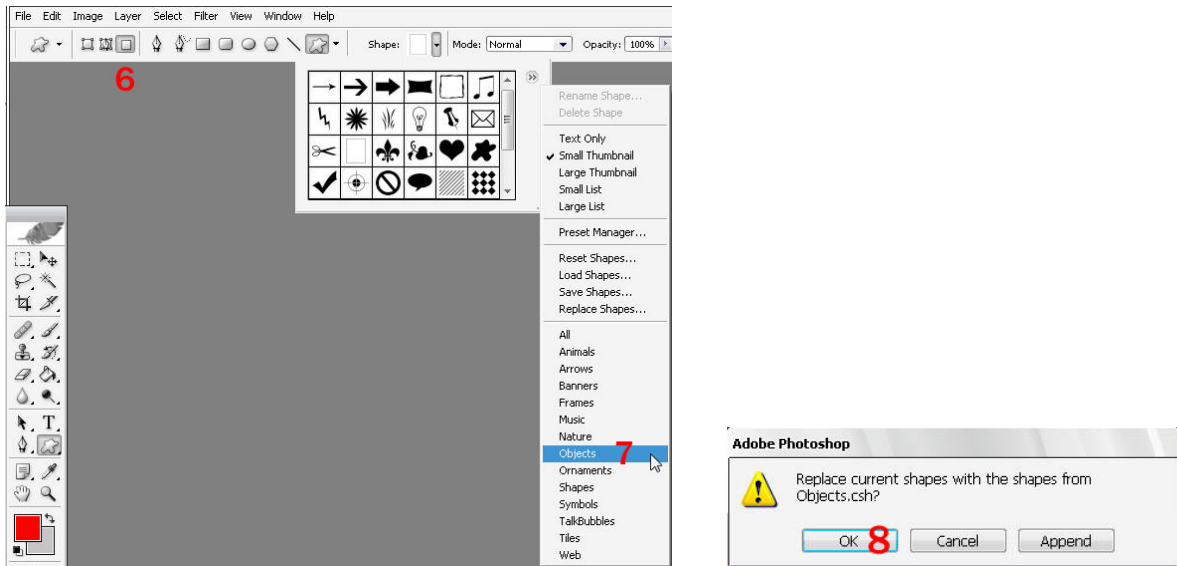 File Edit Image Layer Select Filter View Window Help
Shape: Mode: Normal Opacity: 100%
6
Rename Shape...
Delete Shape
Text Only
Small Thumbnail
Large Thumbnail
Small List
Large List
Preset Manager...
Reset Shapes...
Load Shapes...
Save Shapes...
Replace Shapes...
All
Animals
Arrows
Banners
Frames
Music
Nature
Objects 7
Ornaments
Shapes
Symbols
TalkBubbles
Tiles
Web
T
Adobe Photoshop
Replace current shapes with the shapes from
Objects.csh?
OK 8 Cancel Append